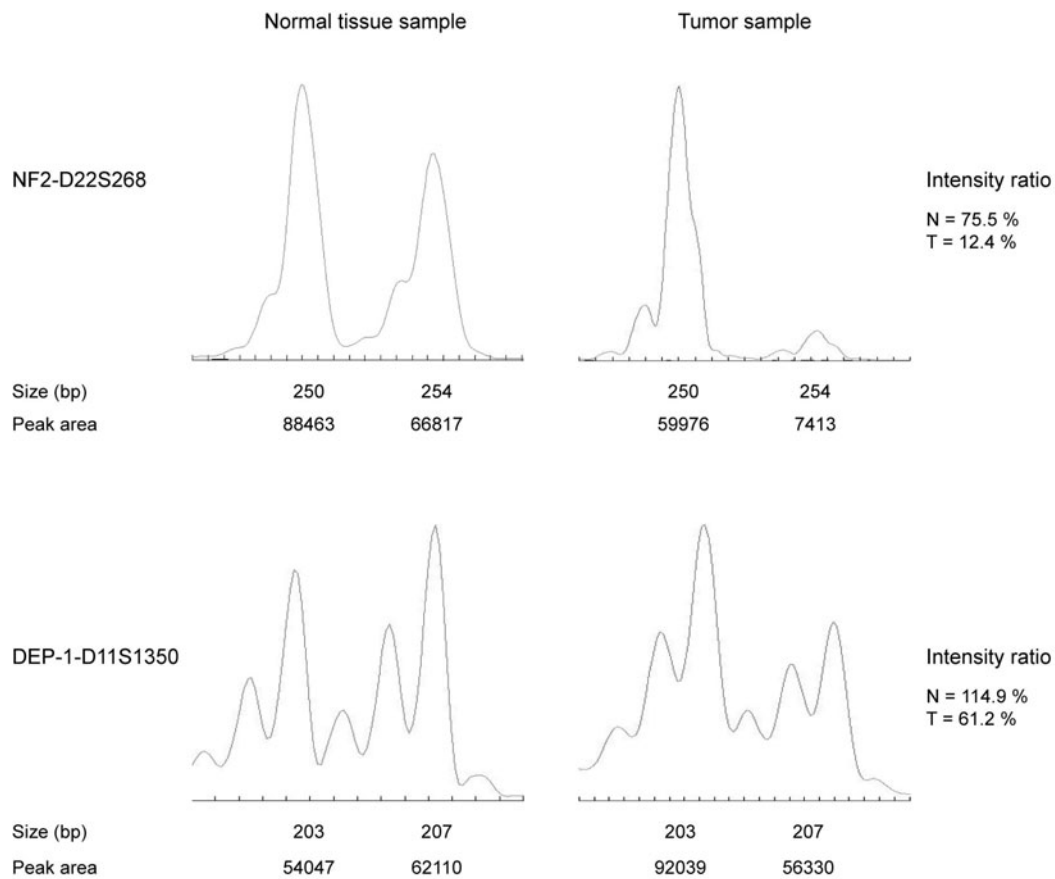 Normal tissue sample Tumor sample
NF2-D22S268 Intensity ratio
N = 75.5 %
T = 12.4 %
Size (bp) 250 254 250 254
Peak area 88463 66817 59976 7413
DEP-1-D11S1350 Intensity ratio
N = 114.9 %
T = 61.2 %
Size (bp) 203 207 203 207
Peak area 54047 62110 92039 56330